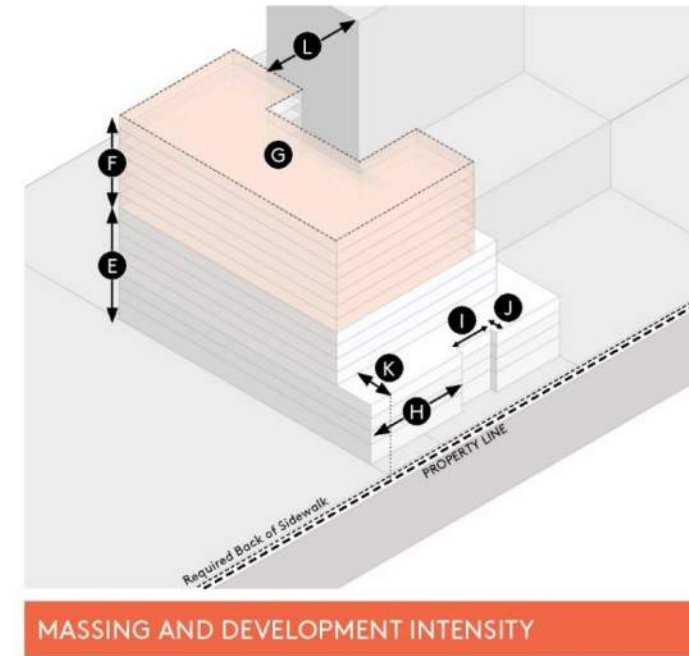 L
F
G
E
I
J
K
H
PROPERTY LINE
Required Back of Sidewalk
MASSING AND DEVELOPMENT INTENSITY